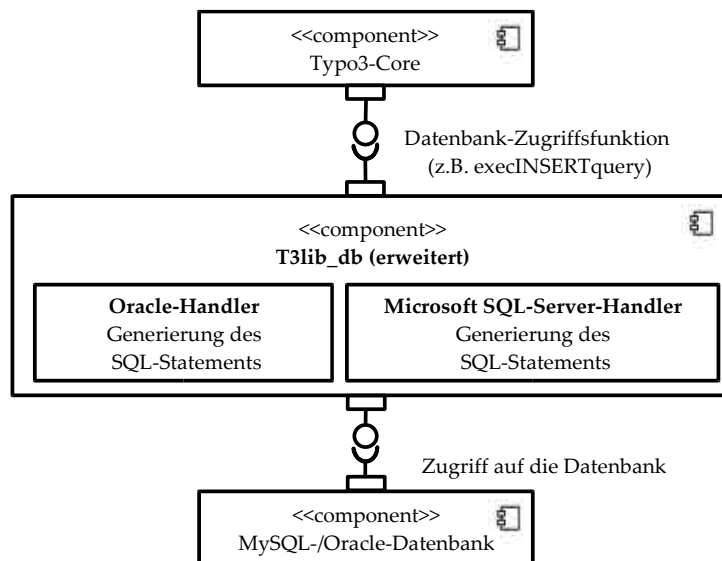 <<component>>
Typo3-Core
Datenbank-Zugriffsfunktion
(z.B. execINSERTquery)
<<component>>
T3lib_db (erweitert)
Oracle-Handler
Generierung des
SQL-Statements
Microsoft SQL-Server-Handler
Generierung des
SQL-Statements
Zugriff auf die Datenbank
<<component>>
MySQL-/Oracle-Datenbank